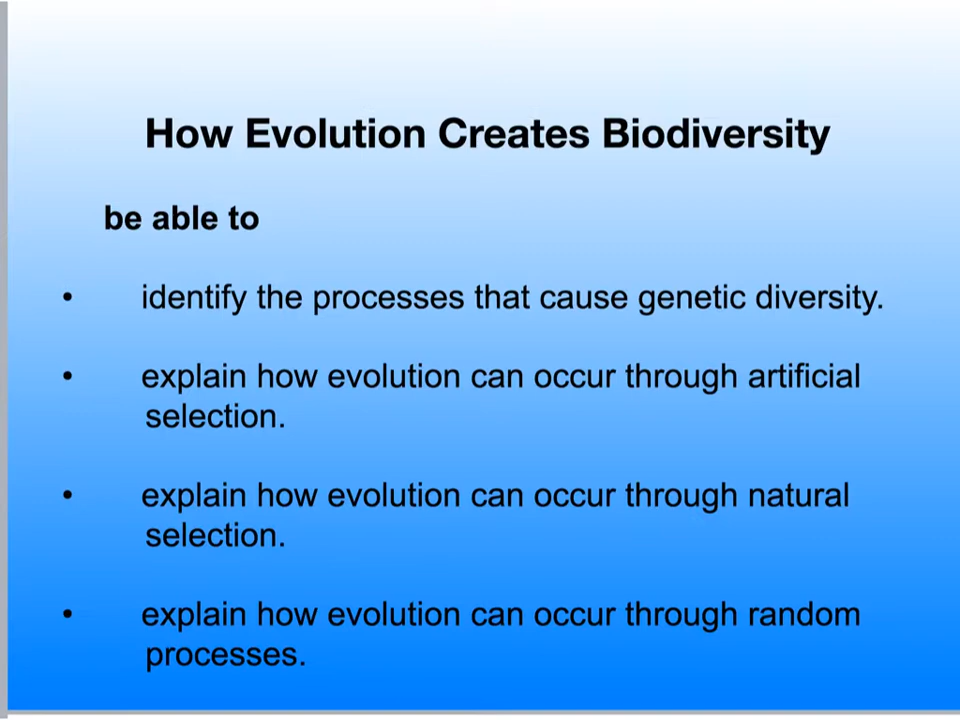 How Evolution Creates Biodiversity
be able to
• identify the processes that cause genetic diversity.
• explain how evolution can occur through artificial
selection.
• explain how evolution can occur through natural
selection.
• explain how evolution can occur through random
processes.